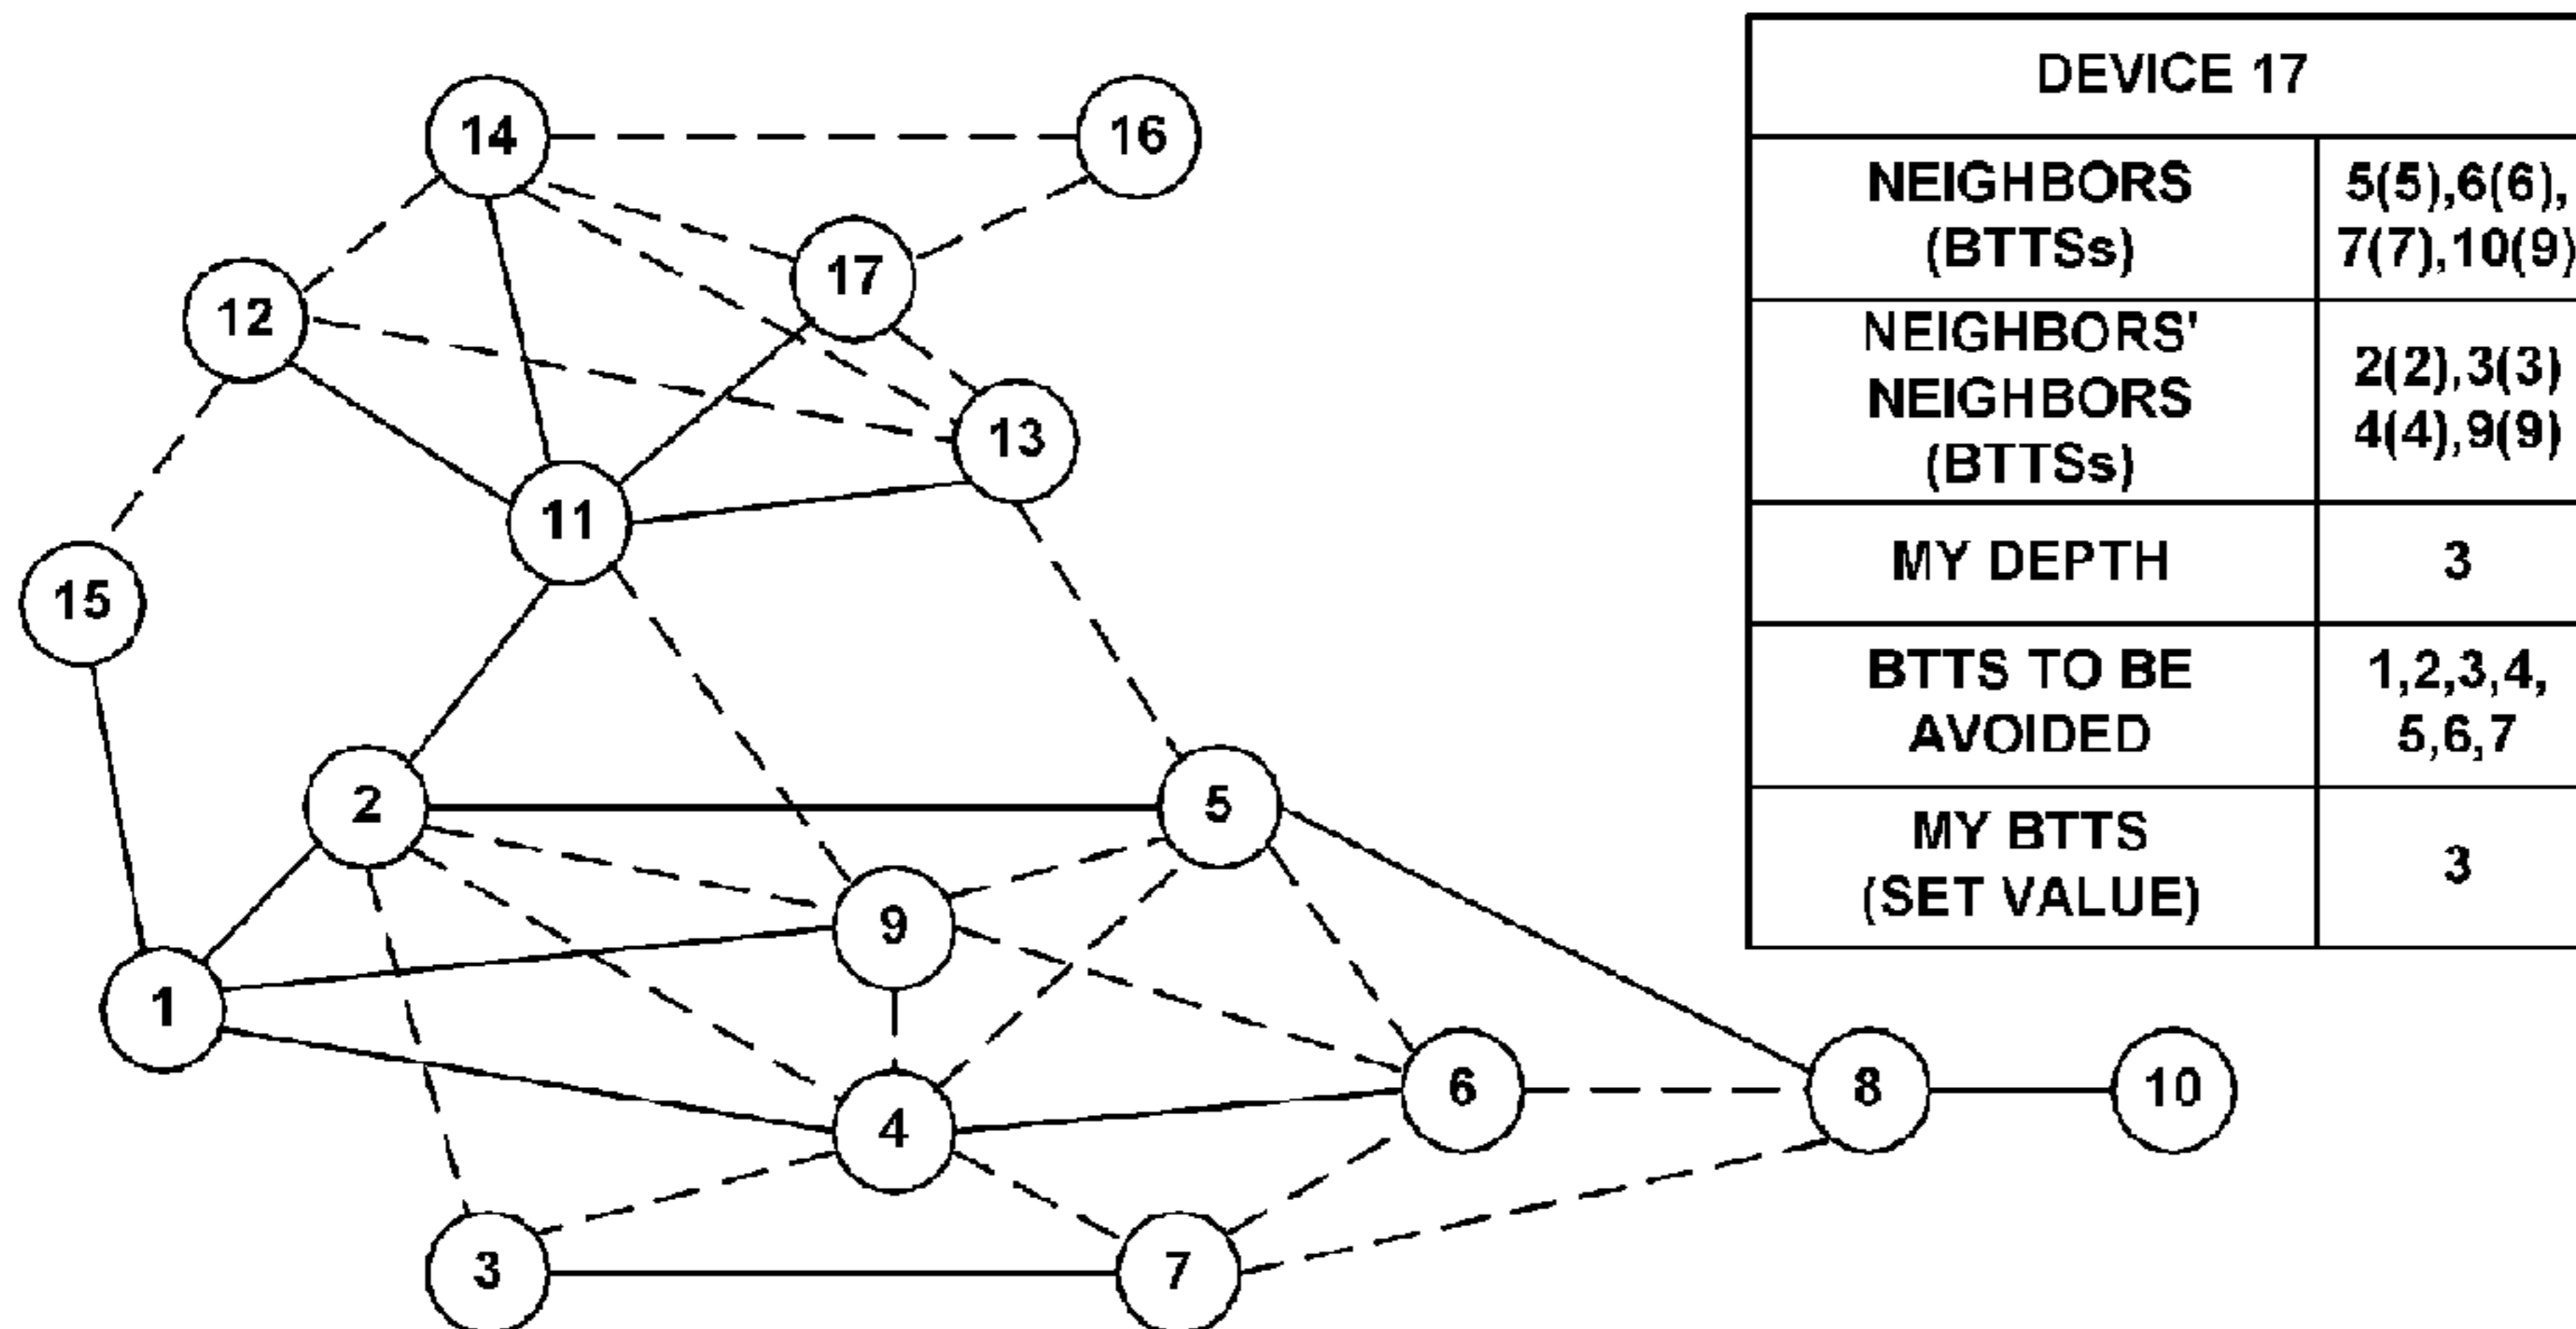 14
16
17
12
13
11
15
2
5
9
1
6
8
10
4
3
7
DEVICE 17
NEIGHBORS
(BTTSs)
5(5),6(6),
7(7),10(9)
NEIGHBORS'
NEIGHBORS
(BTTSs)
2(2),3(3)
4(4),9(9)
MY DEPTH
3
BTTS TO BE
AVOIDED
1,2,3,4,
5,6,7
MY BTTS
(SET VALUE)
3